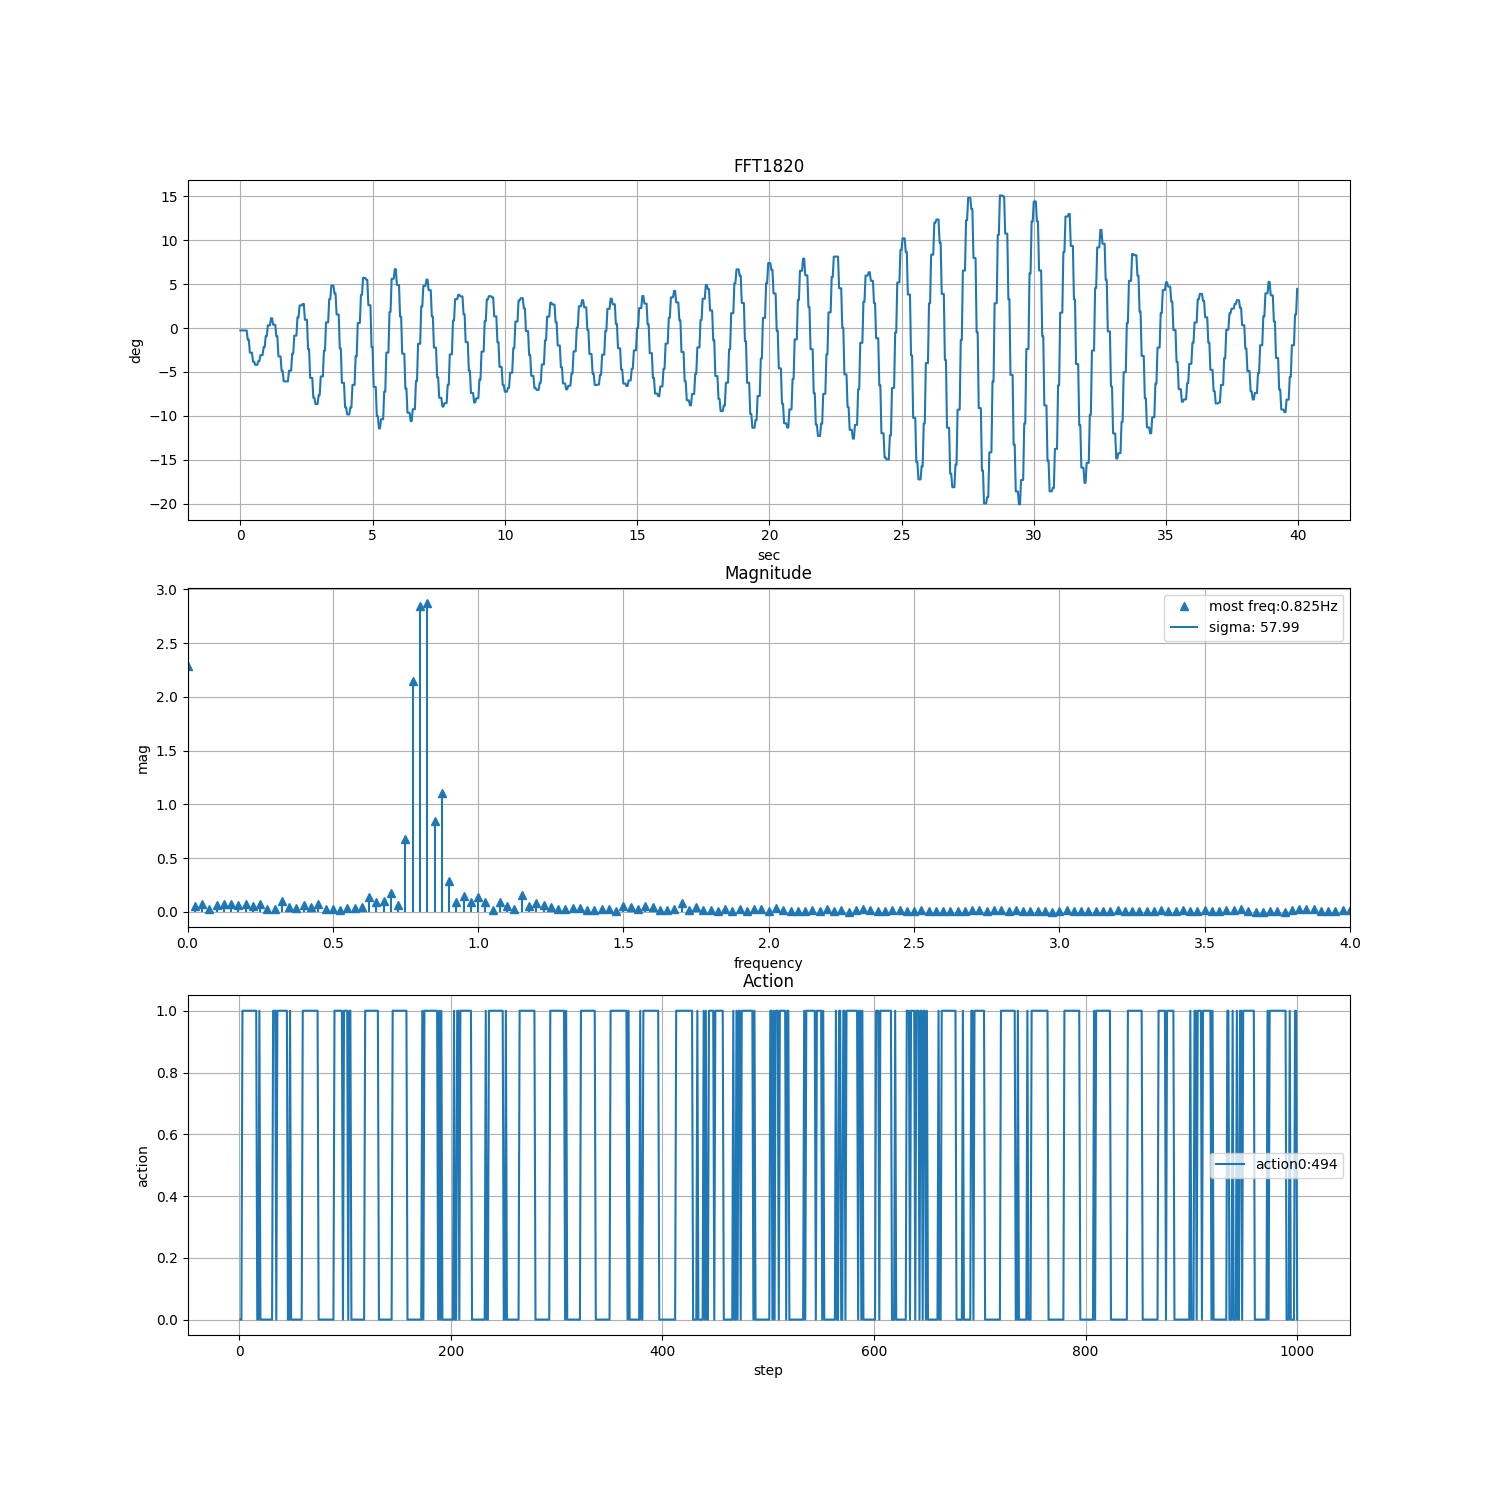 FFT1820
15
10
5
0
−5
−10
−15
−20
deg
0 5 10 15 20 25 30 35 40
sec
Magnitude
3.0
2.5
2.0
1.5
1.0
0.5
0.0
mag
most freq:0.825Hz
sigma: 57.99
0.0 0.5 1.0 1.5 2.0 2.5 3.0 3.5 4.0
frequency
Action
1.0
0.8
0.6
0.4
0.2
0.0
action
action0:494
0 200 400 600 800 1000
step